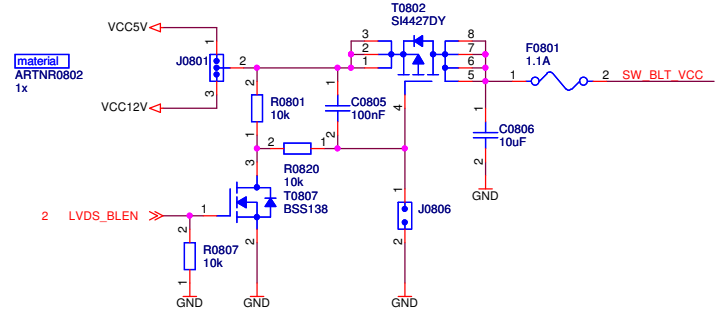 VCC5V
material
ARTNR0802
1x
J0801
VCC12V
1
2
3
T0802
SI4427DY
3
2
1
8
7
6
5
4
F0801
1.1A
1
2
SW_BLT_VCC
2
R0801
10k
1
1
C0805
100nF
2
1
C0806
10uF
2
GND
2
1
R0820
10k
3
T0807
BSS138
1
2
2
LVDS_BLEN
2
R0807
10k
1
1
J0806
2
GND
GND
GND